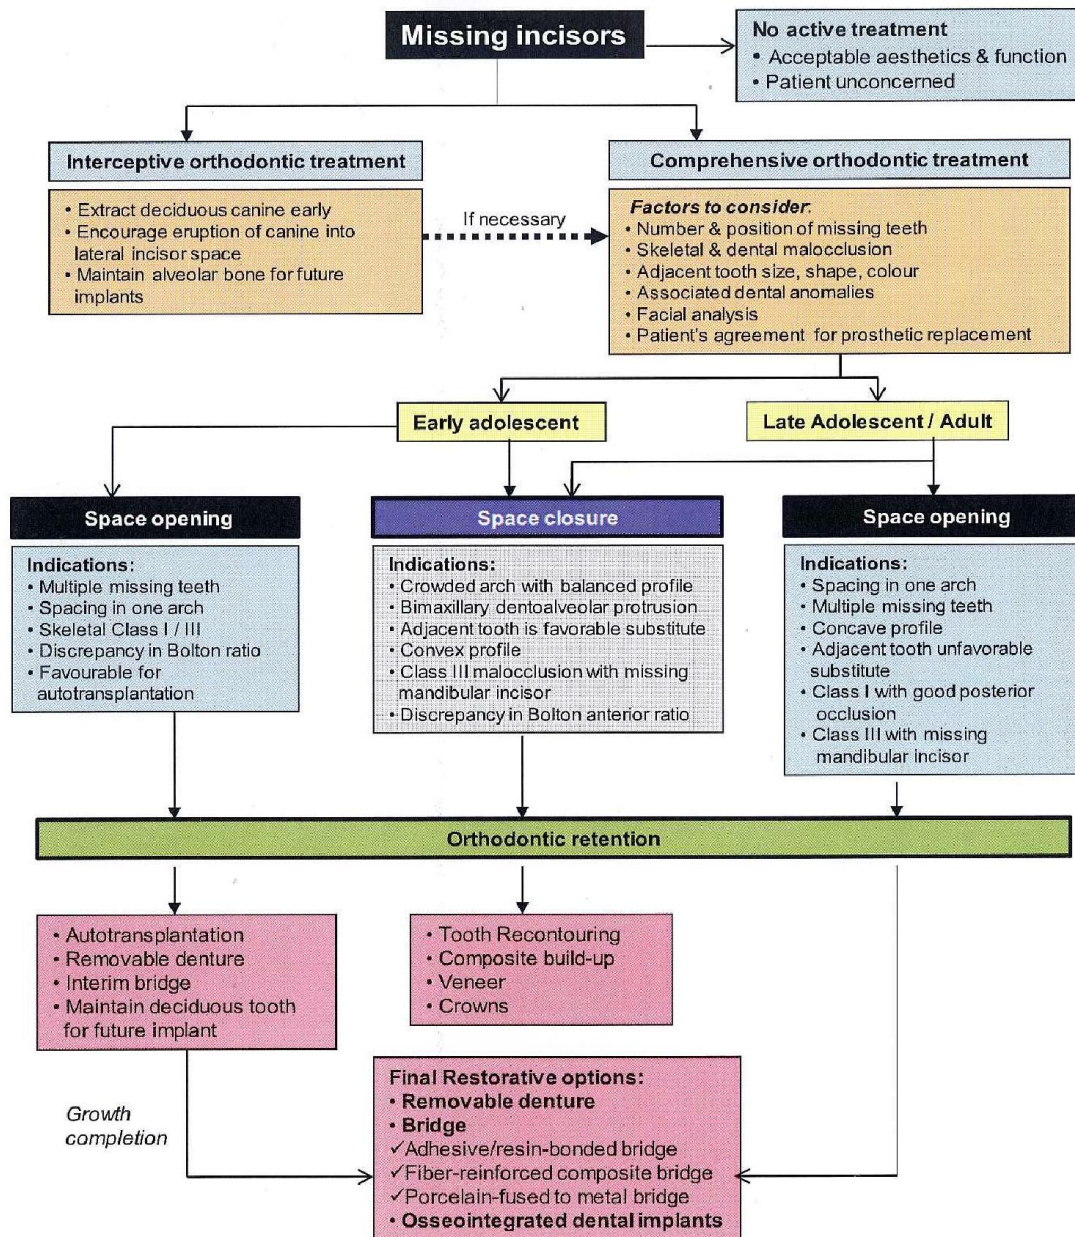 Missing incisors
No active treatment
• Acceptable aesthetics & function
• Patient unconcerned
Interceptive orthodontic treatment
• Extract deciduous canine early
• Encourage eruption of canine into
lateral incisor space
• Maintain alveolar bone for future
implants
If necessary
Comprehensive orthodontic treatment
Factors to consider:
• Number & position of missing teeth
• Skeletal & dental malocclusion
• Adjacent tooth size, shape, colour
• Associated dental anomalies
• Facial analysis
• Patient's agreement for prosthetic replacement
Early adolescent
Late Adolescent / Adult
Space opening
Indications:
• Multiple missing teeth
• Spacing in one arch
• Skeletal Class I / III
• Discrepancy in Bolton ratio
• Favourable for
autotransplantation
Space closure
Indications:
• Crowded arch with balanced profile
• Bimaxillary dentoalveolar protrusion
• Adjacent tooth is favorable substitute
• Convex profile
• Class III malocclusion with missing
mandibular incisor
• Discrepancy in Bolton anterior ratio
Space opening
Indications:
• Spacing in one arch
• Multiple missing teeth
• Concave profile
• Adjacent tooth unfavorable
substitute
• Class I with good posterior
occlusion
• Class III with missing
mandibular incisor
Orthodontic retention
• Autotransplantation
• Removable denture
• Interim bridge
• Maintain deciduous tooth
for future implant
• Tooth Recontouring
• Composite build-up
• Veneer
• Crowns
Growth
completion
Final Restorative options:
• Removable denture
• Bridge
✓Adhesive/resin-bonded bridge
✓Fiber-reinforced composite bridge
✓Porcelain-fused to metal bridge
• Osseointegrated dental implants